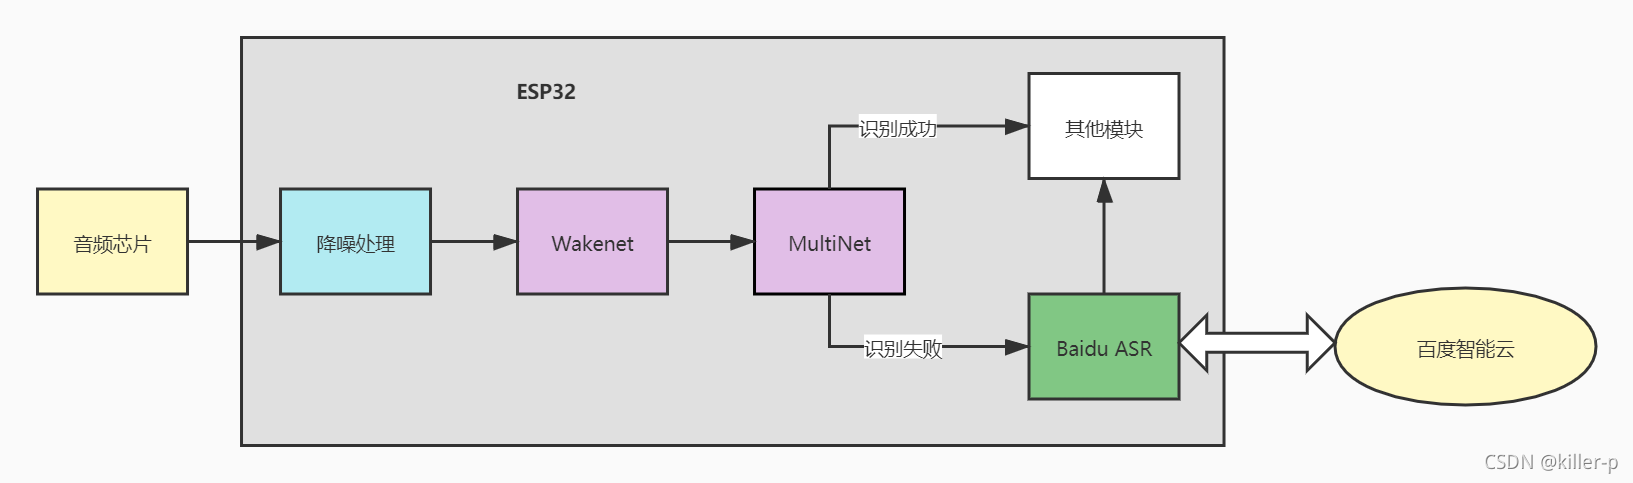 ESP32
音频芯片
降噪处理
Wakenet
MultiNet
识别成功
其他模块
识别失败
Baidu ASR
百度智能云
CSDN @killer-p